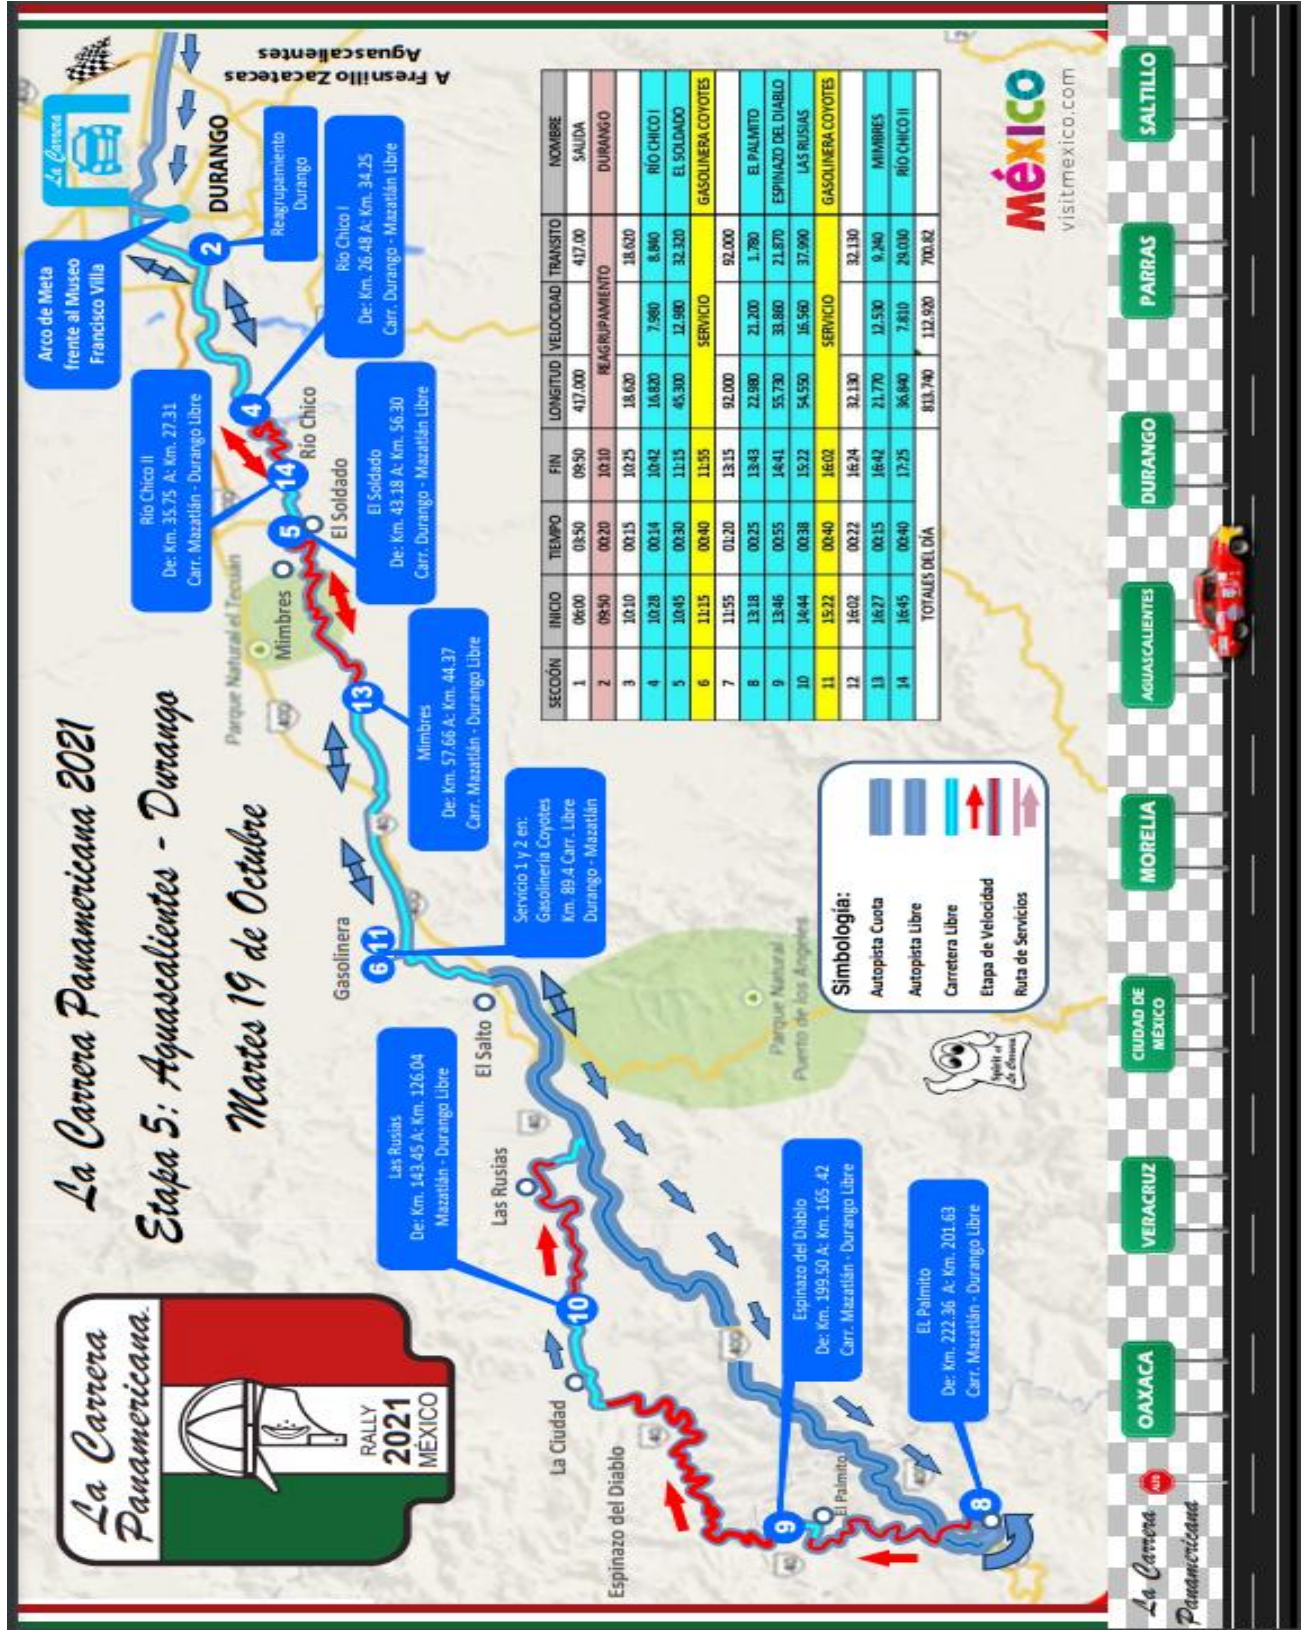 La Carrera Panamericana 2021
Etapa 5: Aguascalientes - Durango
Martes 19 de Octubre
La Carrera
Panamericana.
RALLY
2021
MÉXICO
La Carrera
A Fresnillo Zacatecas
Aguascalientes
DURANGO
Arco de Meta
frente al Museo
Francisco Villa
2
Reagrupamiento
Durango
Río Chico I
De: Km. 26.48 A: Km. 34.25
Carr. Durango - Mazatlán Libre
4
Río Chico II
De: Km. 35.75 A: Km. 27.31
Carr. Mazatlán - Durango Libre
14
Río Chico
5
El Soldado
El Soldado
De: Km. 43.18 A: Km. 56.30
Carr. Durango - Mazatlán Libre
Mimbres
Parque Natural el Tecuán
13
Mimbres
De: Km. 57.66 A: Km. 44.37
Carr. Mazatlán - Durango Libre
Gasolinera
6 11
Servicio 1 y 2 en:
Gasolinería Coyotes
Km. 89.4 Carr. Libre
Durango - Mazatlán
El Salto
Parque Natural
Puerto de los Angeles
Las Rusias
De: Km. 143.45 A: Km. 126.04
Mazatlán - Durango Libre
Las Rusias
10
La Ciudad
Espinazo del Diablo
Espinazo del Diablo
De: Km. 199.50 A: Km. 165 .42
Carr. Mazatlán - Durango Libre
9
El Palmito
EL Palmito
De: Km. 222.36 A: Km. 201.63
Carr. Mazatlán - Durango Libre
8
SECCIÓN INICIO TIEMPO FIN LONGITUD VELOCIDAD TRANSITO NOMBRE
1 06:00 03:50 09:50 417.000 417.00 SALIDA
2 09:50 00:20 10:10 REAGRUPAMIENTO DURANGO
3 10:10 00:15 10:25 18.620 18.620
4 10:28 00:14 10:42 16.820 7.980 8.840 RÍO CHICO I
5 10:45 00:30 11:15 45.300 12.980 32.320 EL SOLDADO
6 11:15 00:40 11:55 SERVICIO GASOLINERA COYOTES
7 11:55 01:20 13:15 92.000 92.000
8 13:18 00:25 13:43 22.980 21.200 1.780 EL PALMITO
9 13:46 00:55 14:41 55.730 33.860 21.870 ESPINAZO DEL DIABLO
10 14:44 00:38 15:22 54.550 16.560 37.990 LAS RUSIAS
11 15:22 00:40 16:02 SERVICIO GASOLINERA COYOTES
12 16:02 00:22 16:24 32.130 32.130
13 16:27 00:15 16:42 21.770 12.530 9.240 MIMBRES
14 16:45 00:40 17:25 36.840 7.810 29.030 RÍO CHICO II
TOTALES DEL DÍA 813.740 112.920 700.82
Simbología:
Autopista Cuota
Autopista Libre
Carretera Libre
Etapa de Velocidad
Ruta de Servicios
Spirit of
La Carrera
MéXICO
visitmexico.com
La Carrera
Panamericana
ALTO
OAXACA
VERACRUZ
CIUDAD DE
MÉXICO
MORELIA
AGUASCALIENTES
DURANGO
PARRAS
SALTILLO